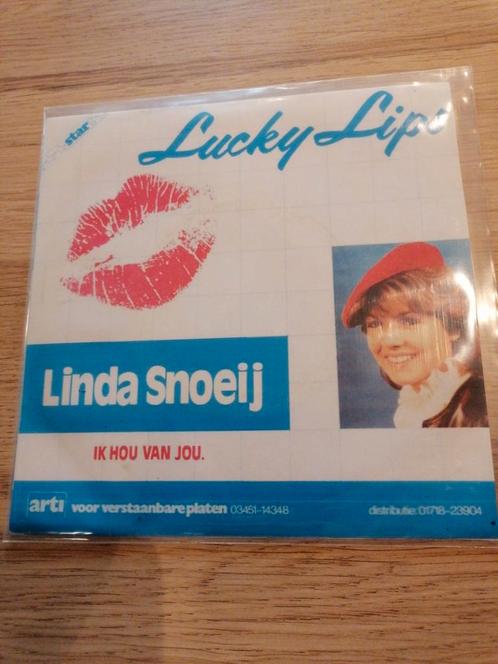 star
Lucky Lips
Linda Snoeij
IK HOU VAN JOU.
arti voor verstaanbare platen 03451-14348
distributie: 01718-23904